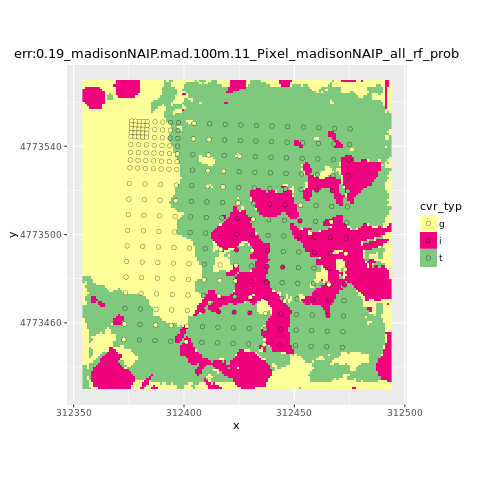 err:0.19_madisonNAIP.mad.100m.11_Pixel_madisonNAIP_all_rf_prob
4773540
4773500
4773460
y
312350 312400 312450 312500
x
cvr_typ
g
i
t